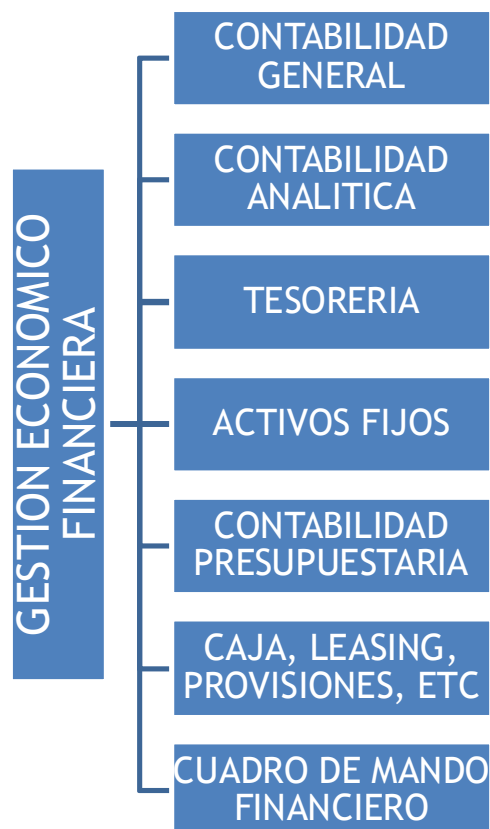 GESTION ECONOMICO
FINANCIERA
CONTABILIDAD
GENERAL
CONTABILIDAD
ANALITICA
TESORERIA
ACTIVOS FIJOS
CONTABILIDAD
PRESUPUESTARIA
CAJA, LEASING,
PROVISIONES, ETC
CUADRO DE MANDO
FINANCIERO